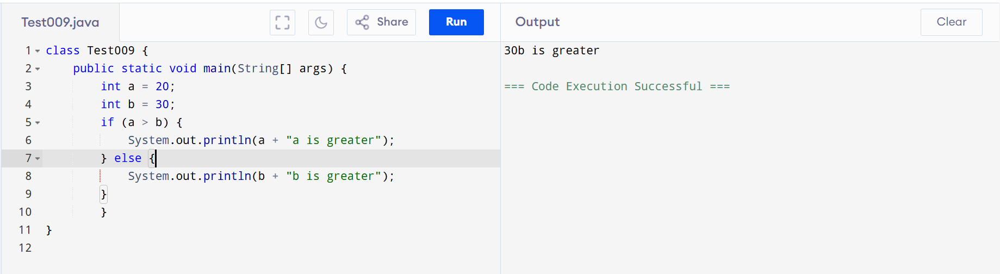 Test009.java
Share
Run
Output
Clear
1 class Test009 {
2     public static void main(String[] args) {
3         int a = 20;
4         int b = 30;
5         if (a > b) {
6             System.out.println(a + "a is greater");
7         } else {
8             System.out.println(b + "b is greater");
9         }
10         }
11 }
12
30b is greater
=== Code Execution Successful ===